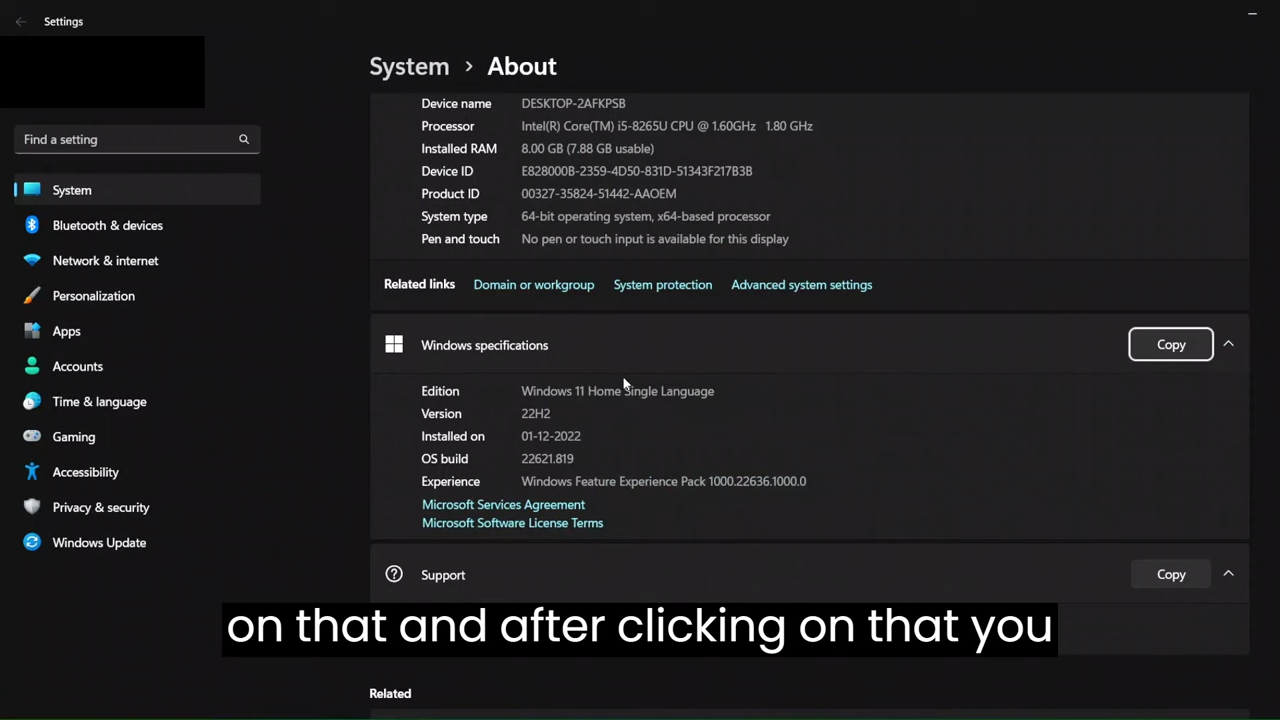 Settings
System > About
Find a setting
System
Bluetooth & devices
Network & internet
Personalization
Apps
Accounts
Time & language
Gaming
Accessibility
Privacy & security
Windows Update
Device name DESKTOP-2AFKPSB
Processor Intel(R) Core(TM) i5-8265U CPU @ 1.60GHz 1.80 GHz
Installed RAM 8.00 GB (7.88 GB usable)
Device ID E828000B-2359-4D50-831D-51343F217B3B
Product ID 00327-35824-51442-AAOEM
System type 64-bit operating system, x64-based processor
Pen and touch No pen or touch input is available for this display
Related links Domain or workgroup System protection Advanced system settings
Windows specifications Copy
Edition Windows 11 Home Single Language
Version 22H2
Installed on 01-12-2022
OS build 22621.819
Experience Windows Feature Experience Pack 1000.22636.1000.0
Microsoft Services Agreement
Microsoft Software License Terms
Support Copy
on that and after clicking on that you
Related